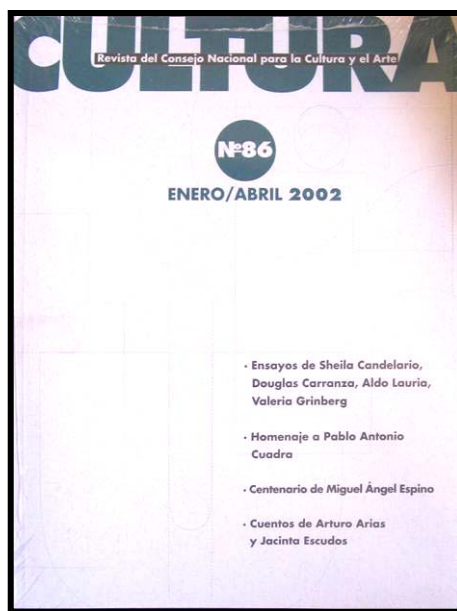 CULTURA
Revista del Consejo Nacional para la Cultura y el Arte
Nº86
ENERO/ABRIL 2002
· Ensayos de Sheila Candelario,
Douglas Carranza, Aldo Lauria,
Valeria Grinberg
· Homenaje a Pablo Antonio
Cuadra
· Centenario de Miguel Ángel Espino
· Cuentos de Arturo Arias
y Jacinta Escudos